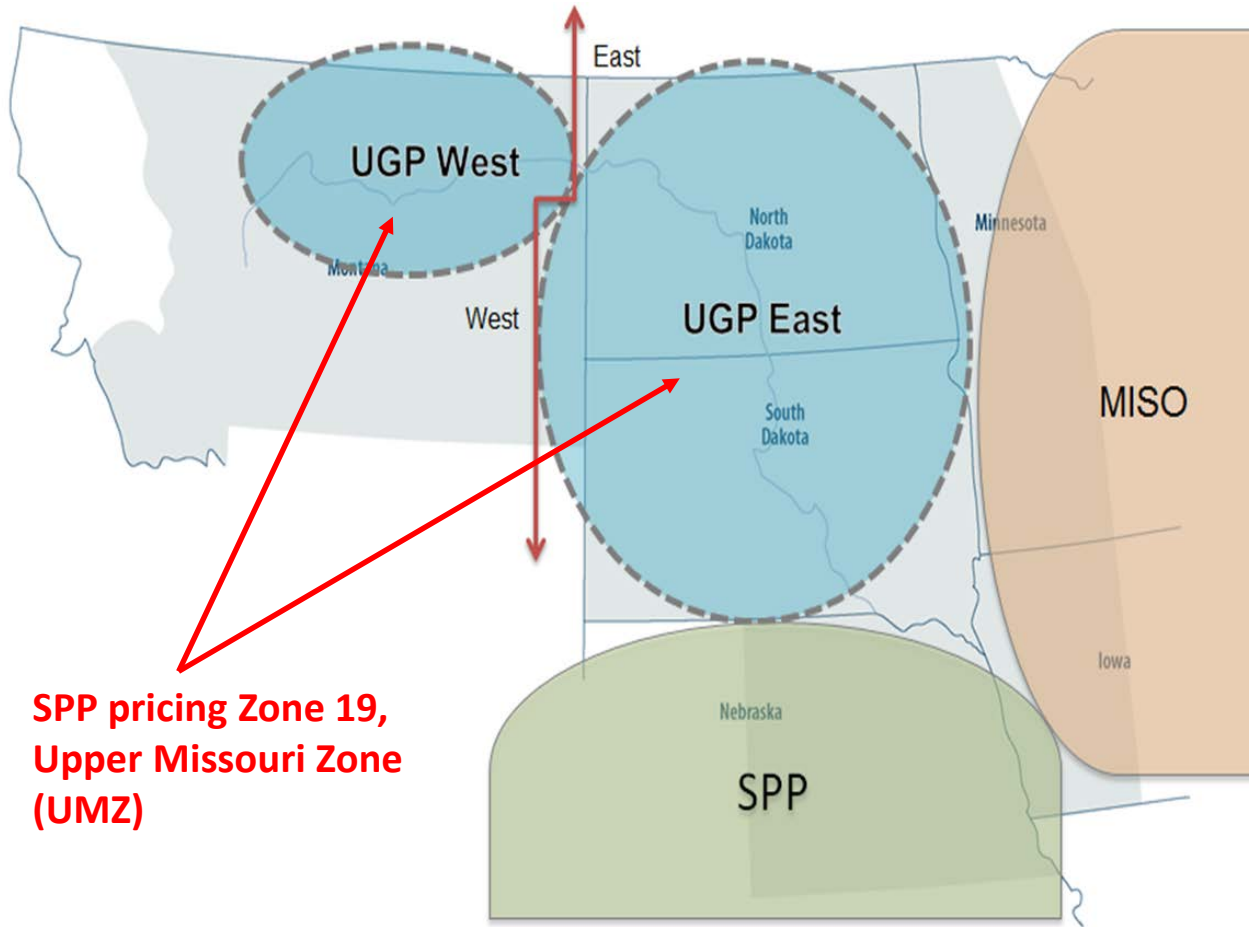 East
UGP West
North
Dakota
Minnesota
Montana
West
UGP East
MISO
South
Dakota
Iowa
SPP pricing Zone 19,
Upper Missouri Zone
(UMZ)
Nebraska
SPP